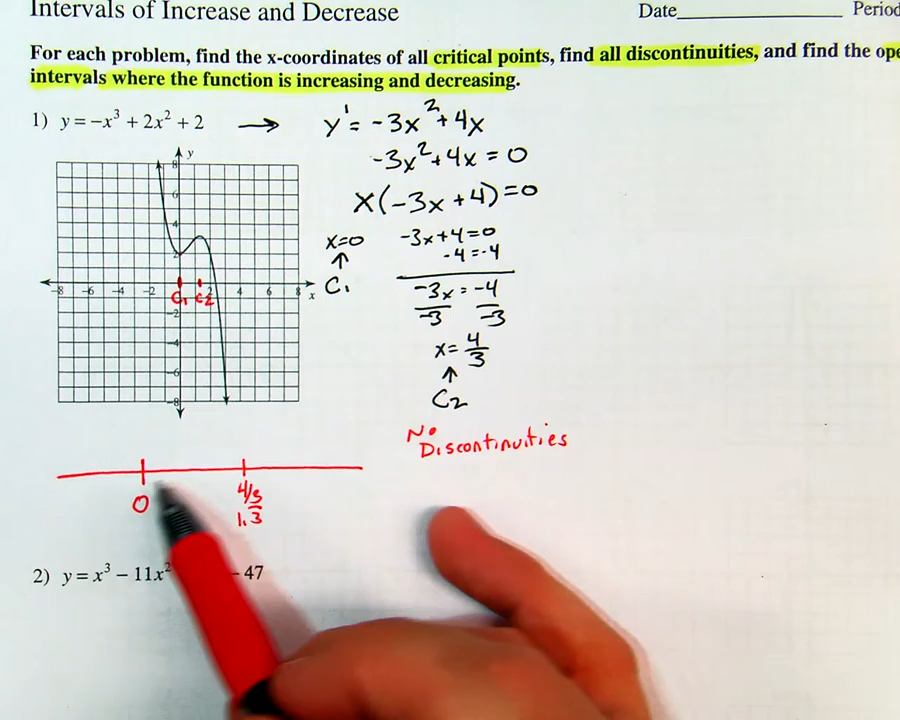 Intervals of Increase and Decrease Date____________ Period
For each problem, find the x-coordinates of all critical points, find all discontinuities, and find the ope
intervals where the function is increasing and decreasing.
1) y = −x³ + 2x² + 2 → y' = -3x² + 4x
-3x² + 4x = 0
x(-3x + 4) = 0
x=0 -3x+4=0
-4 = -4
↑ C₁
-3x = -4
-3 -3
x = 4/3
↑
C₂
y
8
6
4
-8 -6 -4 -2 4 6 8 x
C₁ C₂
-2
-4
-6
-8
No Discontinuities
0 4/3
1.3
2) y = x³ − 11x² - 47